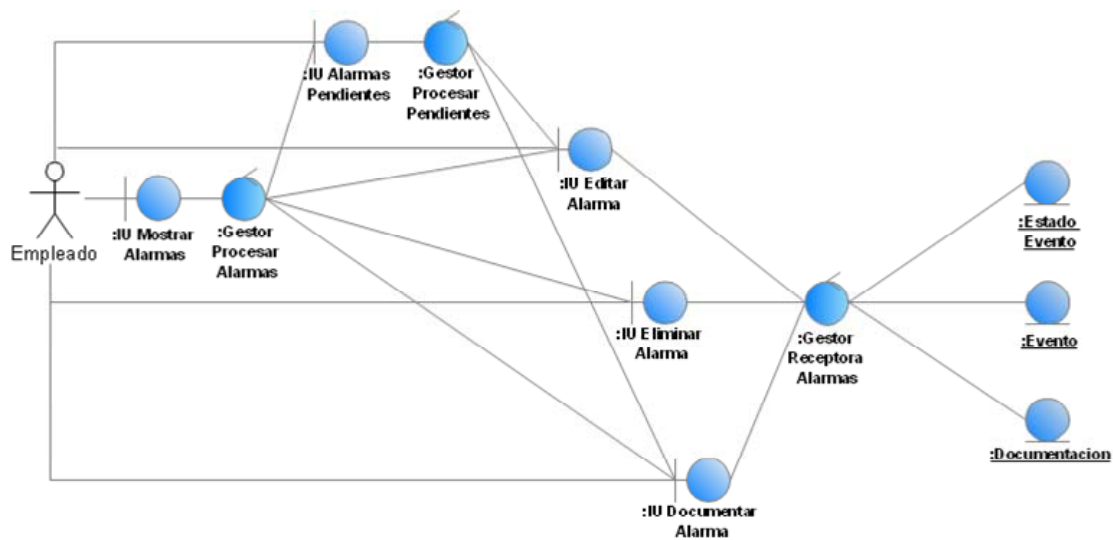 :IU Alarmas
Pendientes
:Gestor
Procesar
Pendientes
:IU Editar
Alarma
Empleado
:IU Mostrar
Alarmas
:Gestor
Procesar
Alarmas
:Estado
Evento
:IU Eliminar
Alarma
:Gestor
Receptora
Alarmas
:Evento
:Documentacion
:IU Documentar
Alarma